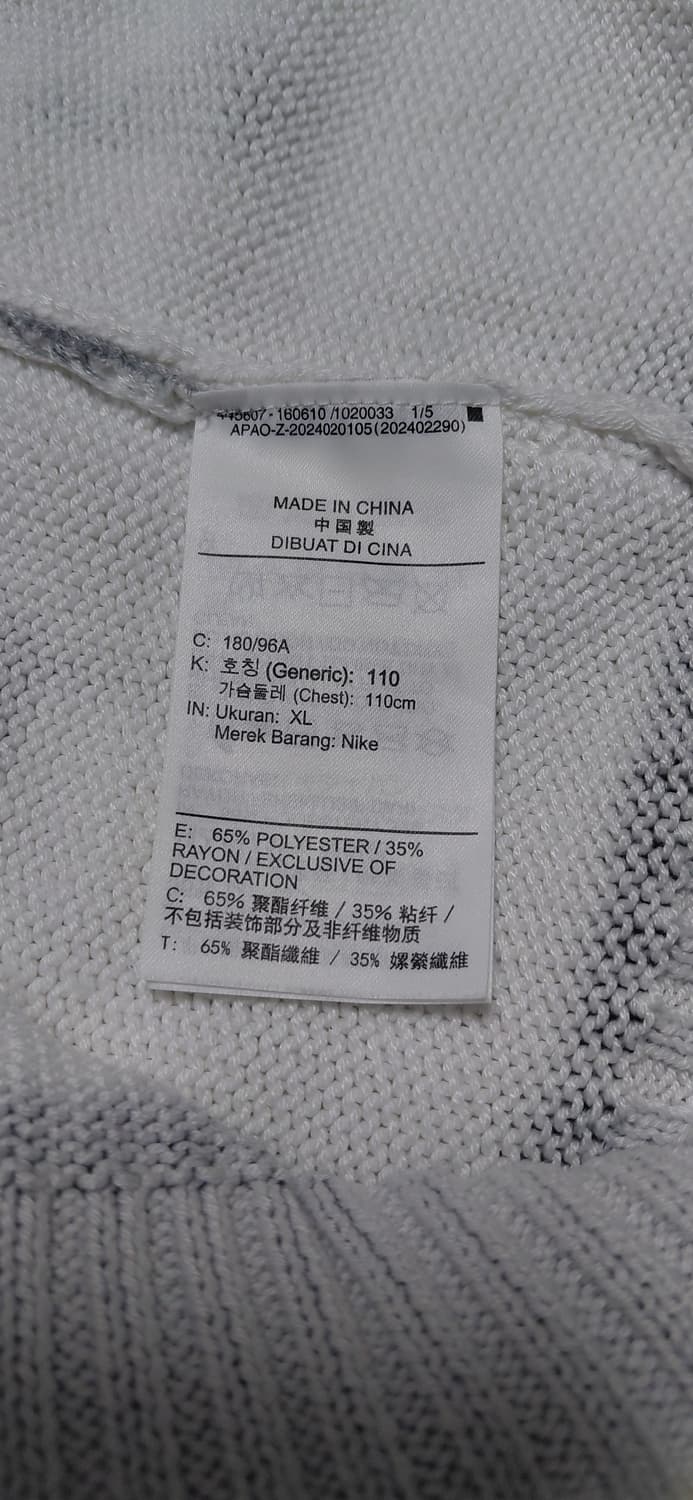 -160610 /1020033 1/5
APAO-Z-2024020105(202402290)
MADE IN CHINA
中国製
DIBUAT DI CINA
C: 180/96A
K: 호칭 (Generic): 110
가슴둘레 (Chest): 110cm
IN: Ukuran: XL
Merek Barang: Nike
E: 65% POLYESTER / 35%
RAYON / EXCLUSIVE OF
DECORATION
C: 65% 聚酯纤维 / 35% 粘纤 /
不包括装饰部分及非纤维物质
T: 65% 聚酯纖維 / 35% 嫘縈纖維